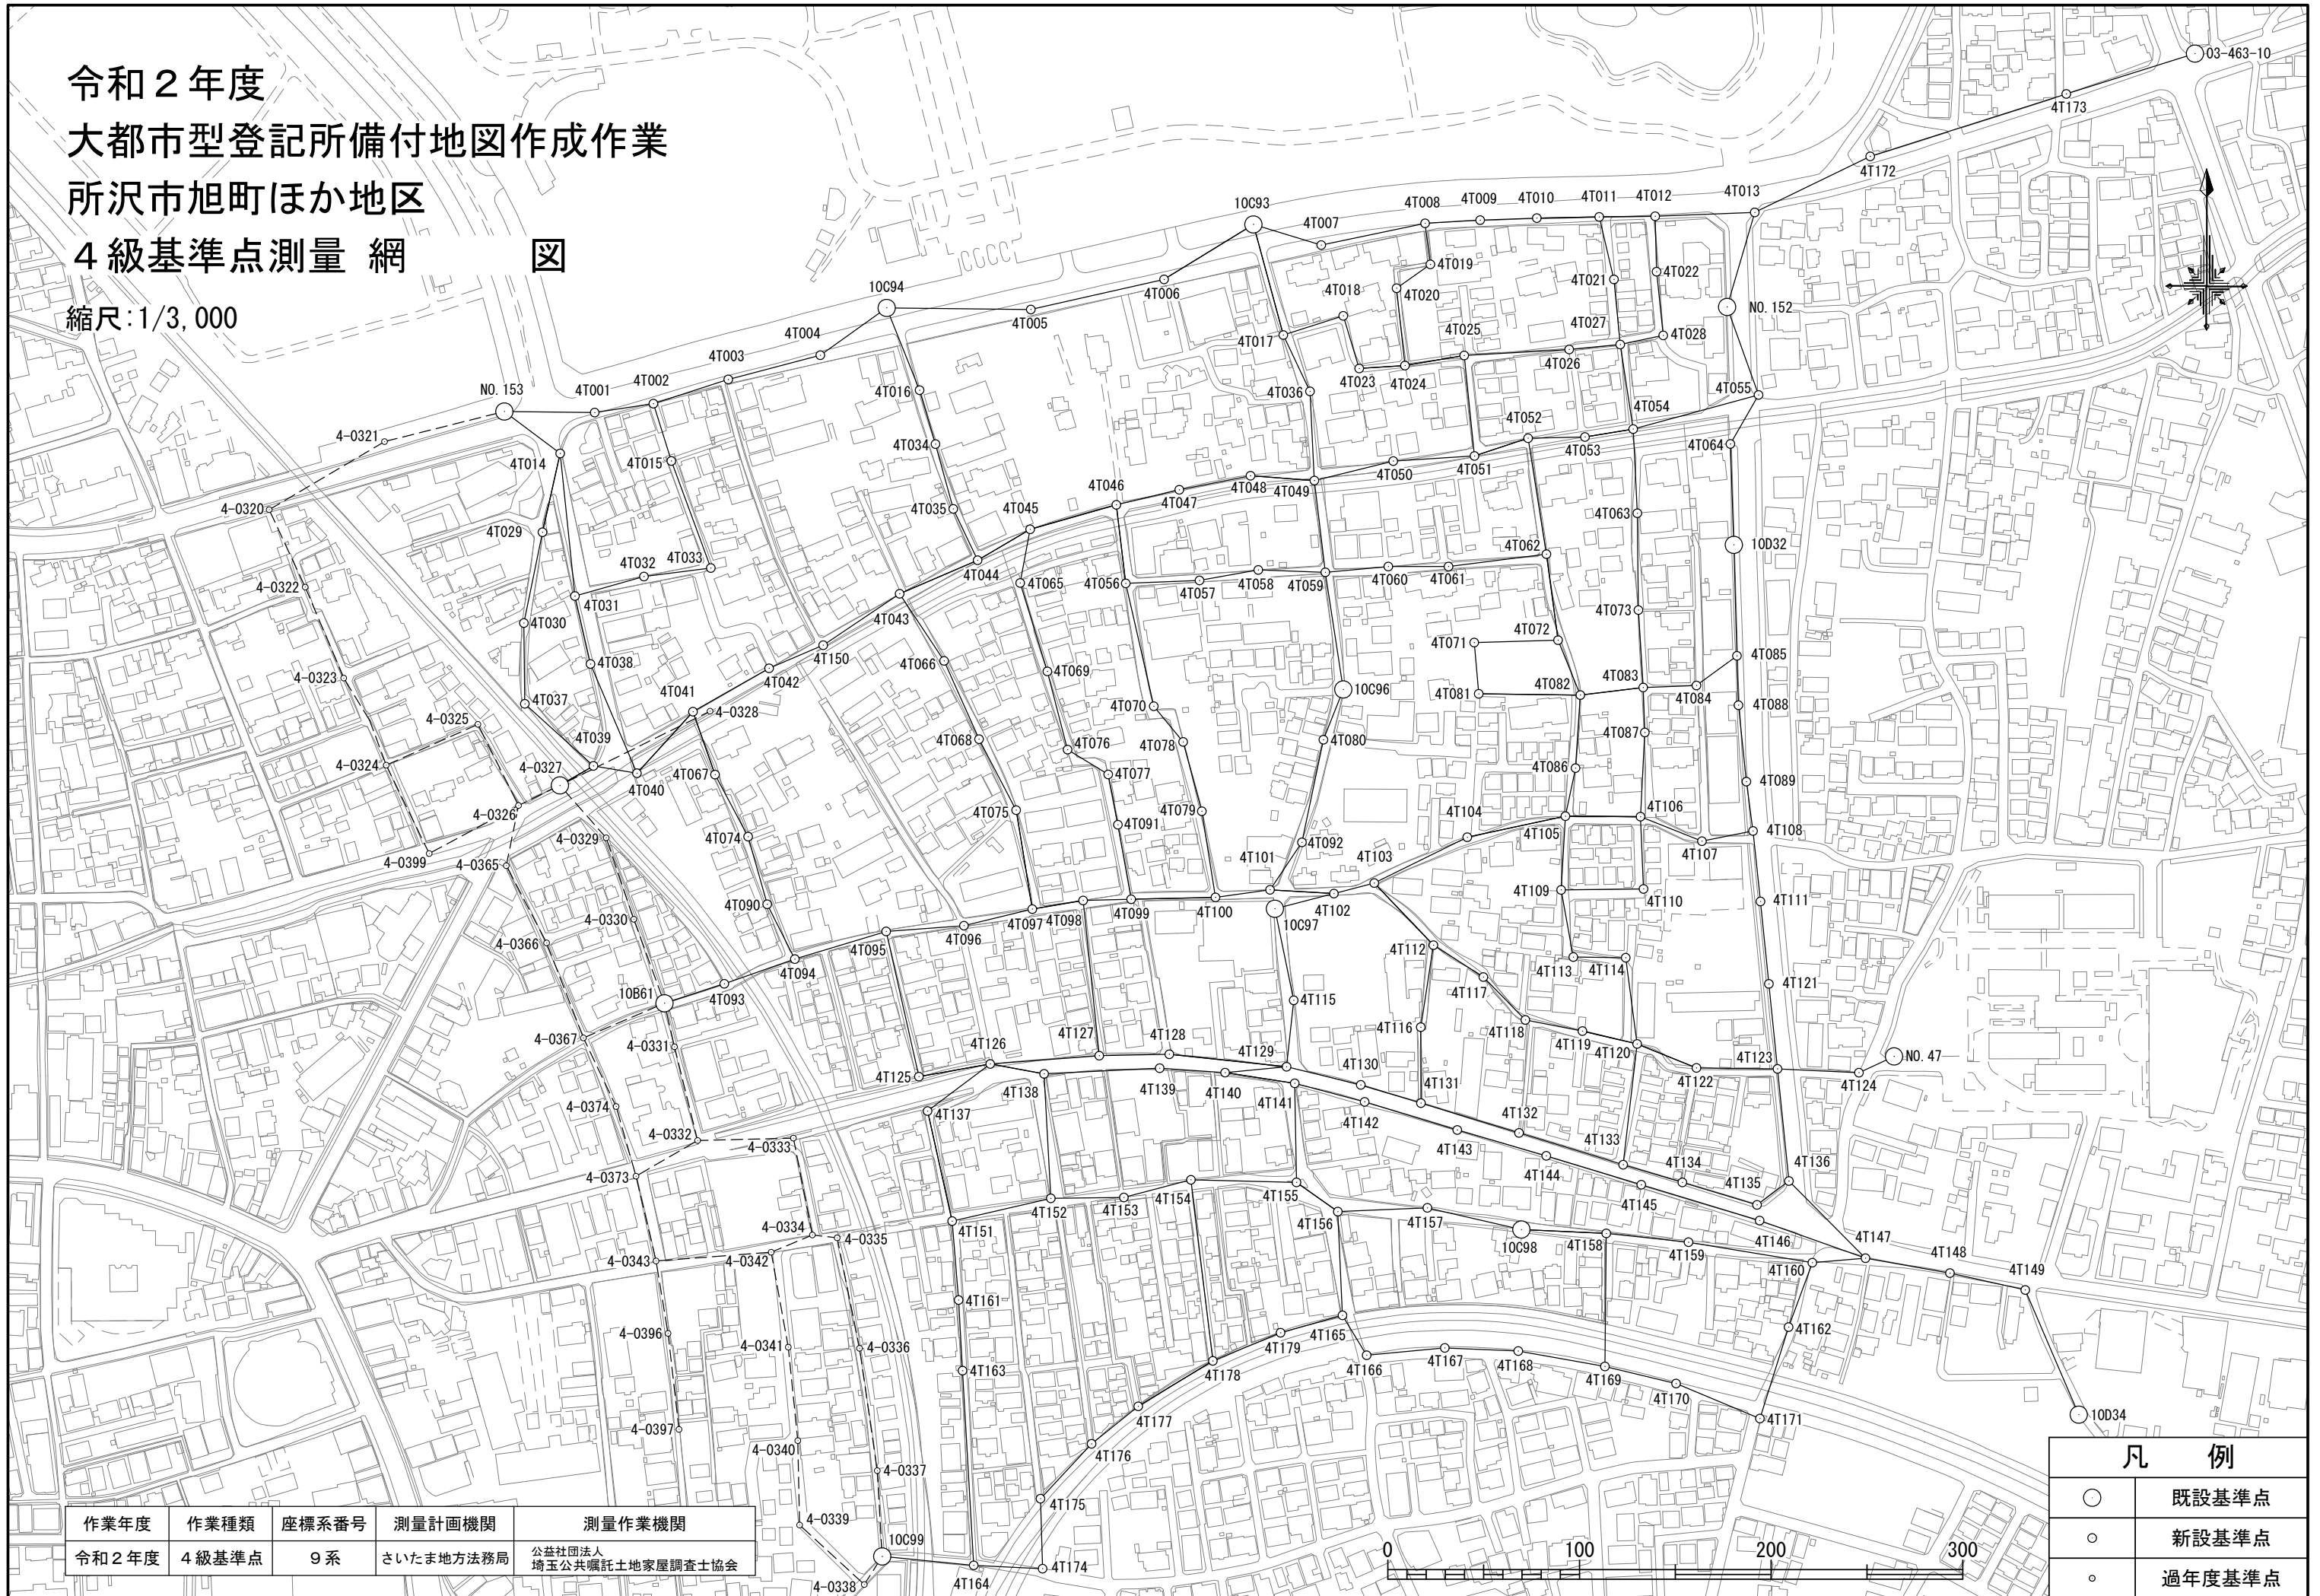 令和２年度
大都市型登記所備付地図作成作業
所沢市旭町ほか地区
４級基準点測量 網 図
縮尺:1/3,000
03-463-10
4T173
4T172
10C93
4T007
4T008
4T009
4T010
4T011
4T012
4T013
4T019
4T018
4T020
4T021
4T022
4T006
10C94
4T005
4T004
NO.152
4T017
4T025
4T027
4T028
4T026
4T003
4T002
4T001
NO.153
4T016
4T036
4T023
4T024
4T055
4-0321
4T014
4T015
4T034
4T052
4T054
4T053
4T064
4T051
4T050
4T049
4T048
4T047
4T046
4T045
4T035
4-0320
4T029
4T063
10D32
4T033
4T032
4T044
4T062
4T061
4T060
4T059
4T058
4T057
4T056
4T065
4-0322
4T031
4T030
4T043
4T073
4T038
4T150
4T066
4T071
4T072
4T085
4-0323
4T042
4T069
10C96
4T083
4T084
4T082
4T081
4T037
4T041
4-0328
4-0325
4T070
4T088
4T087
4T039
4T068
4T076
4T078
4T080
4-0324
4-0327
4T067
4T040
4T077
4T086
4T089
4-0326
4T075
4T079
4T091
4T104
4T105
4T106
4T108
4-0329
4T074
4T107
4-0399
4-0365
4T101
4T092
4T103
4T109
4T110
4T111
4T090
4T102
10C97
4T100
4T099
4T098
4T097
4T096
4T095
4-0330
4-0366
4T094
4T112
4T113
4T114
4T117
4T121
4T093
10B61
4T115
4T116
4T118
4T119
4T120
4-0367
4-0331
4T127
4T128
4T129
4T126
4T125
4T130
4T123
NO.47
4T122
4T124
4T138
4T139
4T140
4T141
4T131
4T142
4-0374
4T137
4T132
4T133
4T143
4-0332
4-0333
4T144
4T134
4T136
4-0373
4T145
4T135
4T154
4T155
4T152
4T153
4T151
4T156
4T157
4T146
4-0334
4-0335
10C98
4T158
4T159
4T147
4T148
4T160
4T149
4-0343
4-0342
4T161
4T162
4-0396
4-0341
4-0336
4T165
4T179
4T163
4T178
4T166
4T167
4T168
4T169
4T170
4T171
10D34
4T177
4-0397
4-0340
4T176
4-0337
4T175
4-0339
10C99
4T164
4T174
4-0338
0 100 200 300
凡 例
既設基準点
新設基準点
過年度基準点
作業年度 作業種類 座標系番号 測量計画機関 測量作業機関
令和２年度 ４級基準点 ９系 さいたま地方法務局 公益社団法人
埼玉公共嘱託土地家屋調査士協会